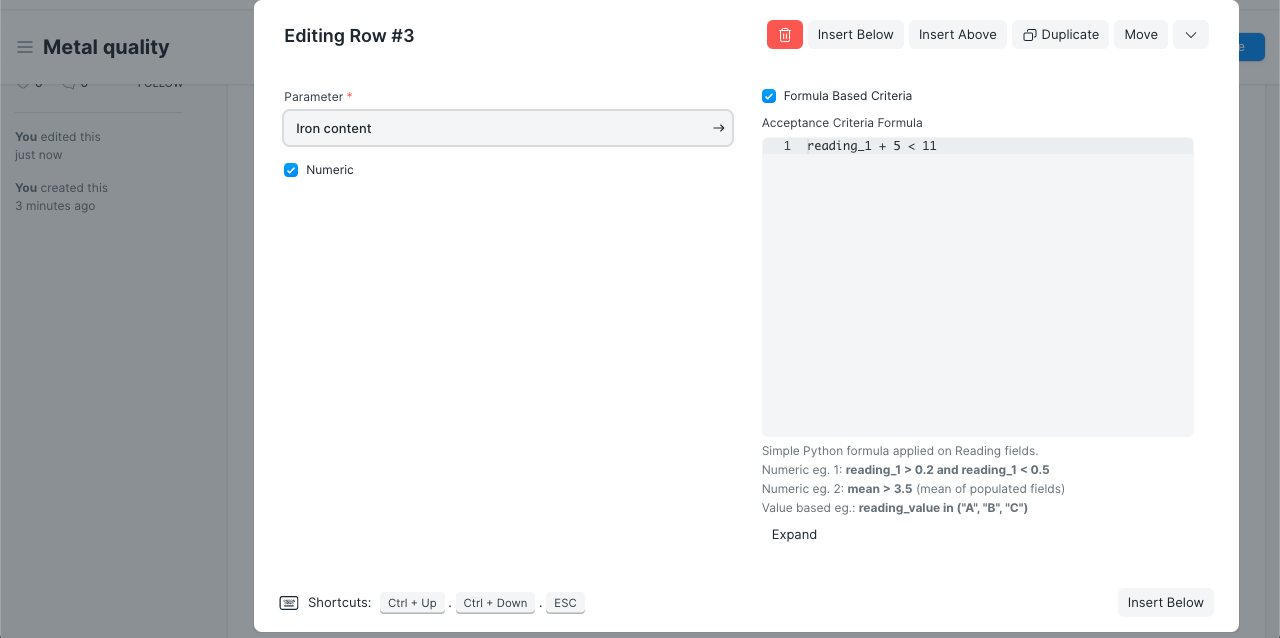 Metal quality
FOLLOW
You edited this
just now
You created this
3 minutes ago
Editing Row #3
Insert Below
Insert Above
Duplicate
Move
Parameter *
Iron content
Numeric
Formula Based Criteria
Acceptance Criteria Formula
1 reading_1 + 5 < 11
Simple Python formula applied on Reading fields.
Numeric eg. 1: reading_1 > 0.2 and reading_1 < 0.5
Numeric eg. 2: mean > 3.5 (mean of populated fields)
Value based eg.: reading_value in ("A", "B", "C")
Expand
Shortcuts: Ctrl + Up . Ctrl + Down . ESC
Insert Below